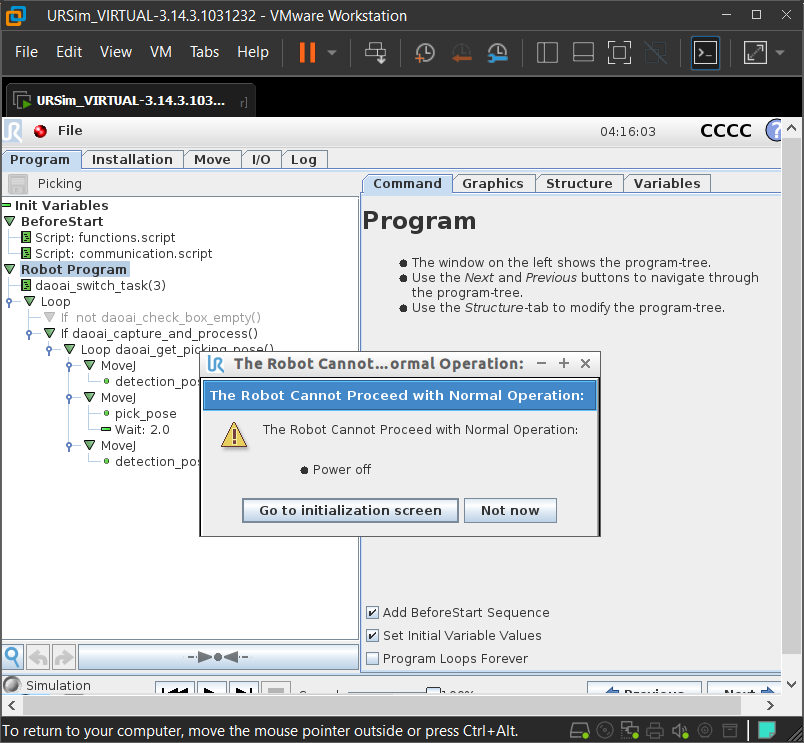 URSim_VIRTUAL-3.14.3.1031232 - VMware Workstation
File Edit View VM Tabs Help
URSim_VIRTUAL-3.14.3.103...
File 04:16:03 CCCC ?
Program Installation Move I/O Log
Picking
Command Graphics Structure Variables
Init Variables
BeforeStart
Script: functions.script
Script: communication.script
Robot Program
daoai_switch_task(3)
Loop
If not daoai_check_box_empty()
If daoai_capture_and_process()
Loop daoai_get_picking_pose()
MoveJ
detection_pos
MoveJ
pick_pose
Wait: 2.0
MoveJ
detection_pos
Program
The window on the left shows the program-tree.
Use the Next and Previous buttons to navigate through
the program-tree.
Use the Structure-tab to modify the program-tree.
The Robot Cannot...ormal Operation:
The Robot Cannot Proceed with Normal Operation:
The Robot Cannot Proceed with Normal Operation:
Power off
Go to initialization screen Not now
Add BeforeStart Sequence
Set Initial Variable Values
Program Loops Forever
Simulation
Speed 100%
Previous Next
To return to your computer, move the mouse pointer outside or press Ctrl+Alt.